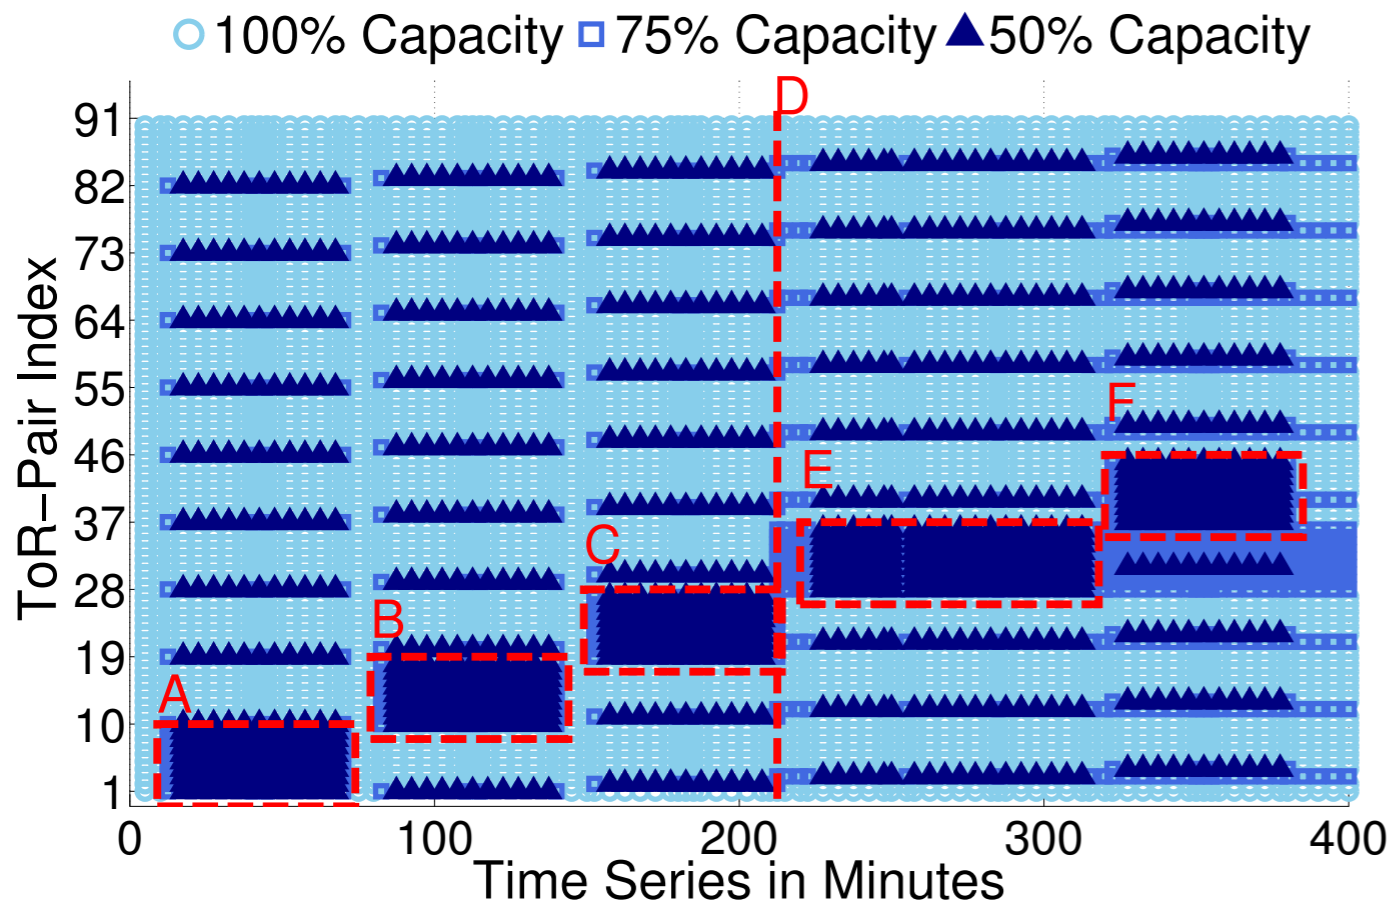 100% Capacity 75% Capacity 50% Capacity
D
91
82
73
64
55
46
37
28
19
10
1
ToR-Pair Index
F
E
C
B
A
0 100 200 300 400
Time Series in Minutes